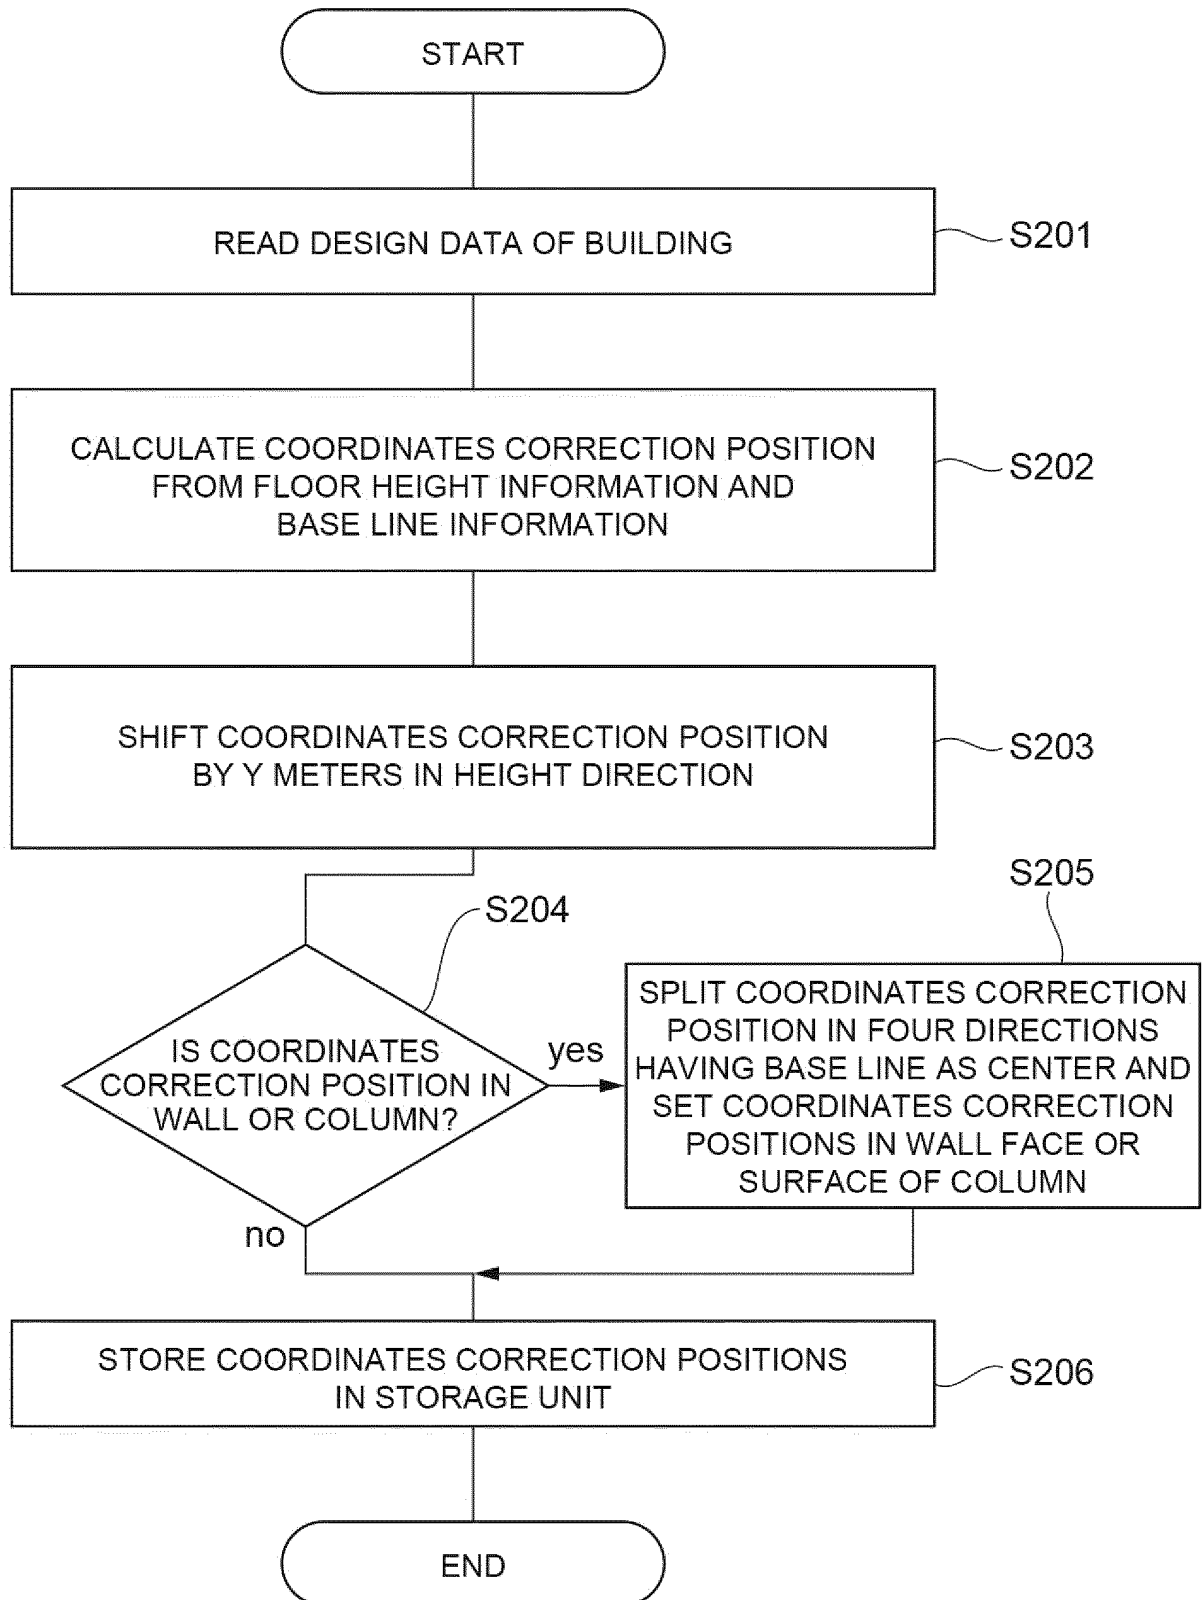 START
READ DESIGN DATA OF BUILDING
S201
CALCULATE COORDINATES CORRECTION POSITION
FROM FLOOR HEIGHT INFORMATION AND
BASE LINE INFORMATION
S202
SHIFT COORDINATES CORRECTION POSITION
BY Y METERS IN HEIGHT DIRECTION
S203
S204
IS COORDINATES
CORRECTION POSITION IN
WALL OR COLUMN?
yes
no
S205
SPLIT COORDINATES CORRECTION
POSITION IN FOUR DIRECTIONS
HAVING BASE LINE AS CENTER AND
SET COORDINATES CORRECTION
POSITIONS IN WALL FACE OR
SURFACE OF COLUMN
STORE COORDINATES CORRECTION POSITIONS
IN STORAGE UNIT
S206
END